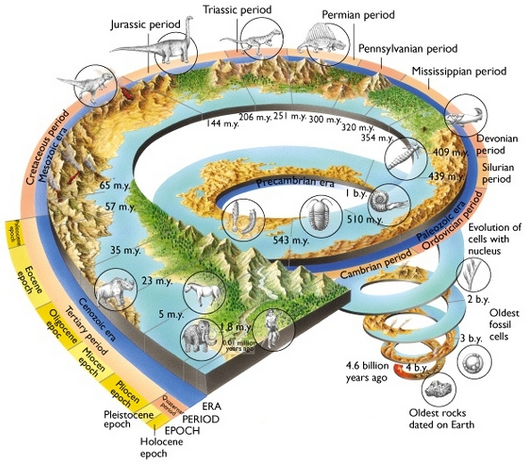 Triassic period
Jurassic period
Permian period
Pennsylvanian period
Mississippian period
Devonian
period
Silurian
period
Ordovician period
Paleozoic era
Cambrian period
Cretaceous period
Mesozoic era
144 m.y.
206 m.y.
251 m.y.
300 m.y.
320 m.y.
354 m.y.
409 m.y.
439 m.y.
Precambrian era
1 b.y.
510 m.y.
543 m.y.
65 m.y.
57 m.y.
35 m.y.
23 m.y.
5 m.y.
1.8 m.y.
0.01 million
years ago
Evolution of
cells with
nucleus
2 b.y.
Oldest
fossil
cells
3 b.y.
4 b.y.
4.6 billion
years ago
Oldest rocks
dated on Earth
Cenozoic era
Tertiary period
Quaternary
period
Paleocene
epoch
Eocene
epoch
Oligocene
epoch
Miocen
epoch
Pliocen
epoch
Pleistocene
epoch
Holocene
epoch
ERA
PERIOD
EPOCH